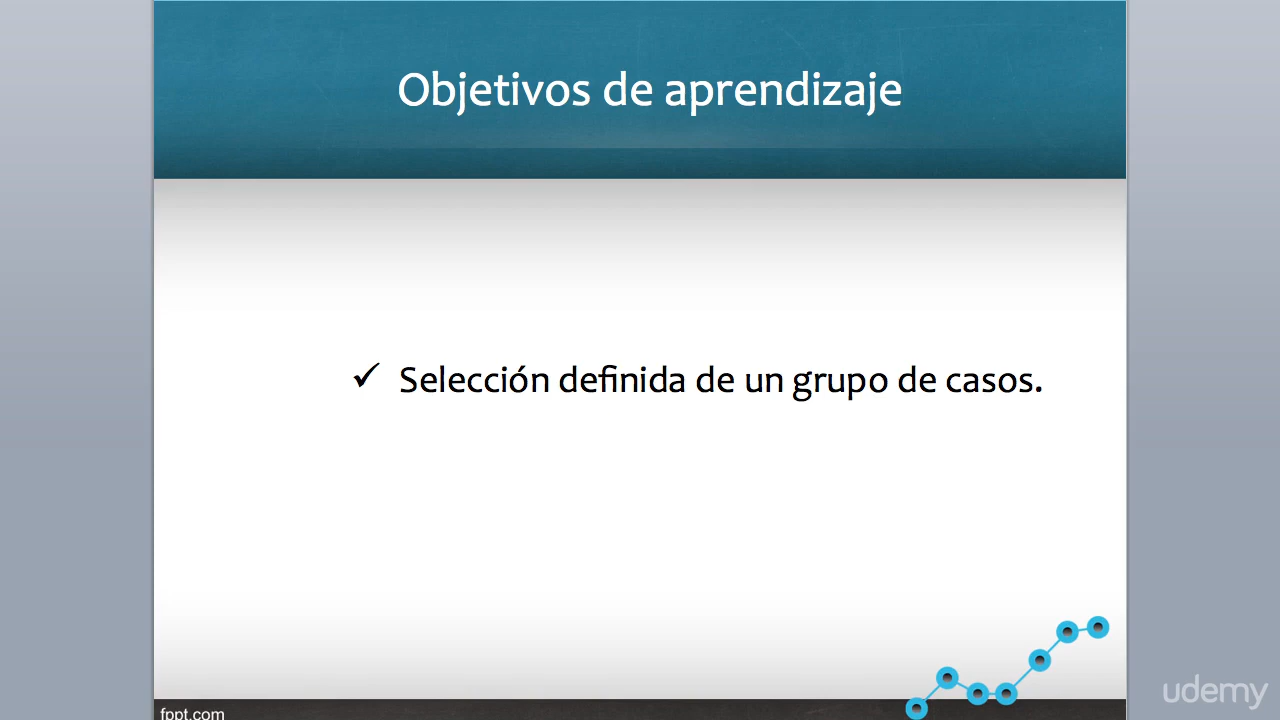 Objetivos de aprendizaje
✓ Selección definida de un grupo de casos.
fppt.com
udemy